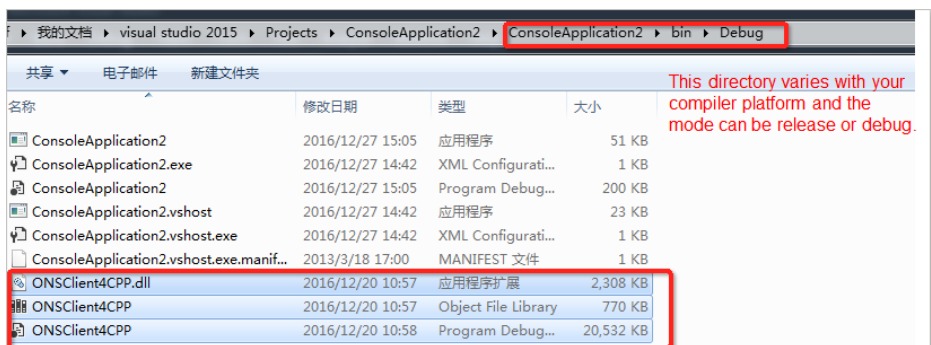 f ▸ 我的文档 ▸ visual studio 2015 ▸ Projects ▸ ConsoleApplication2 ▸ ConsoleApplication2 ▸ bin ▸ Debug
共享 ▼ 电子邮件 新建文件夹
This directory varies with your
compiler platform and the
mode can be release or debug.
名称 修改日期 类型 大小
ConsoleApplication2 2016/12/27 15:05 应用程序 51 KB
ConsoleApplication2.exe 2016/12/27 14:42 XML Configurati... 1 KB
ConsoleApplication2 2016/12/27 15:05 Program Debug... 200 KB
ConsoleApplication2.vshost 2016/12/27 14:42 应用程序 23 KB
ConsoleApplication2.vshost.exe 2016/12/27 14:42 XML Configurati... 1 KB
ConsoleApplication2.vshost.exe.manif... 2013/3/18 17:00 MANIFEST 文件 1 KB
ONSClient4CPP.dll 2016/12/20 10:57 应用程序扩展 2,308 KB
ONSClient4CPP 2016/12/20 10:57 Object File Library 770 KB
ONSClient4CPP 2016/12/20 10:58 Program Debug... 20,532 KB